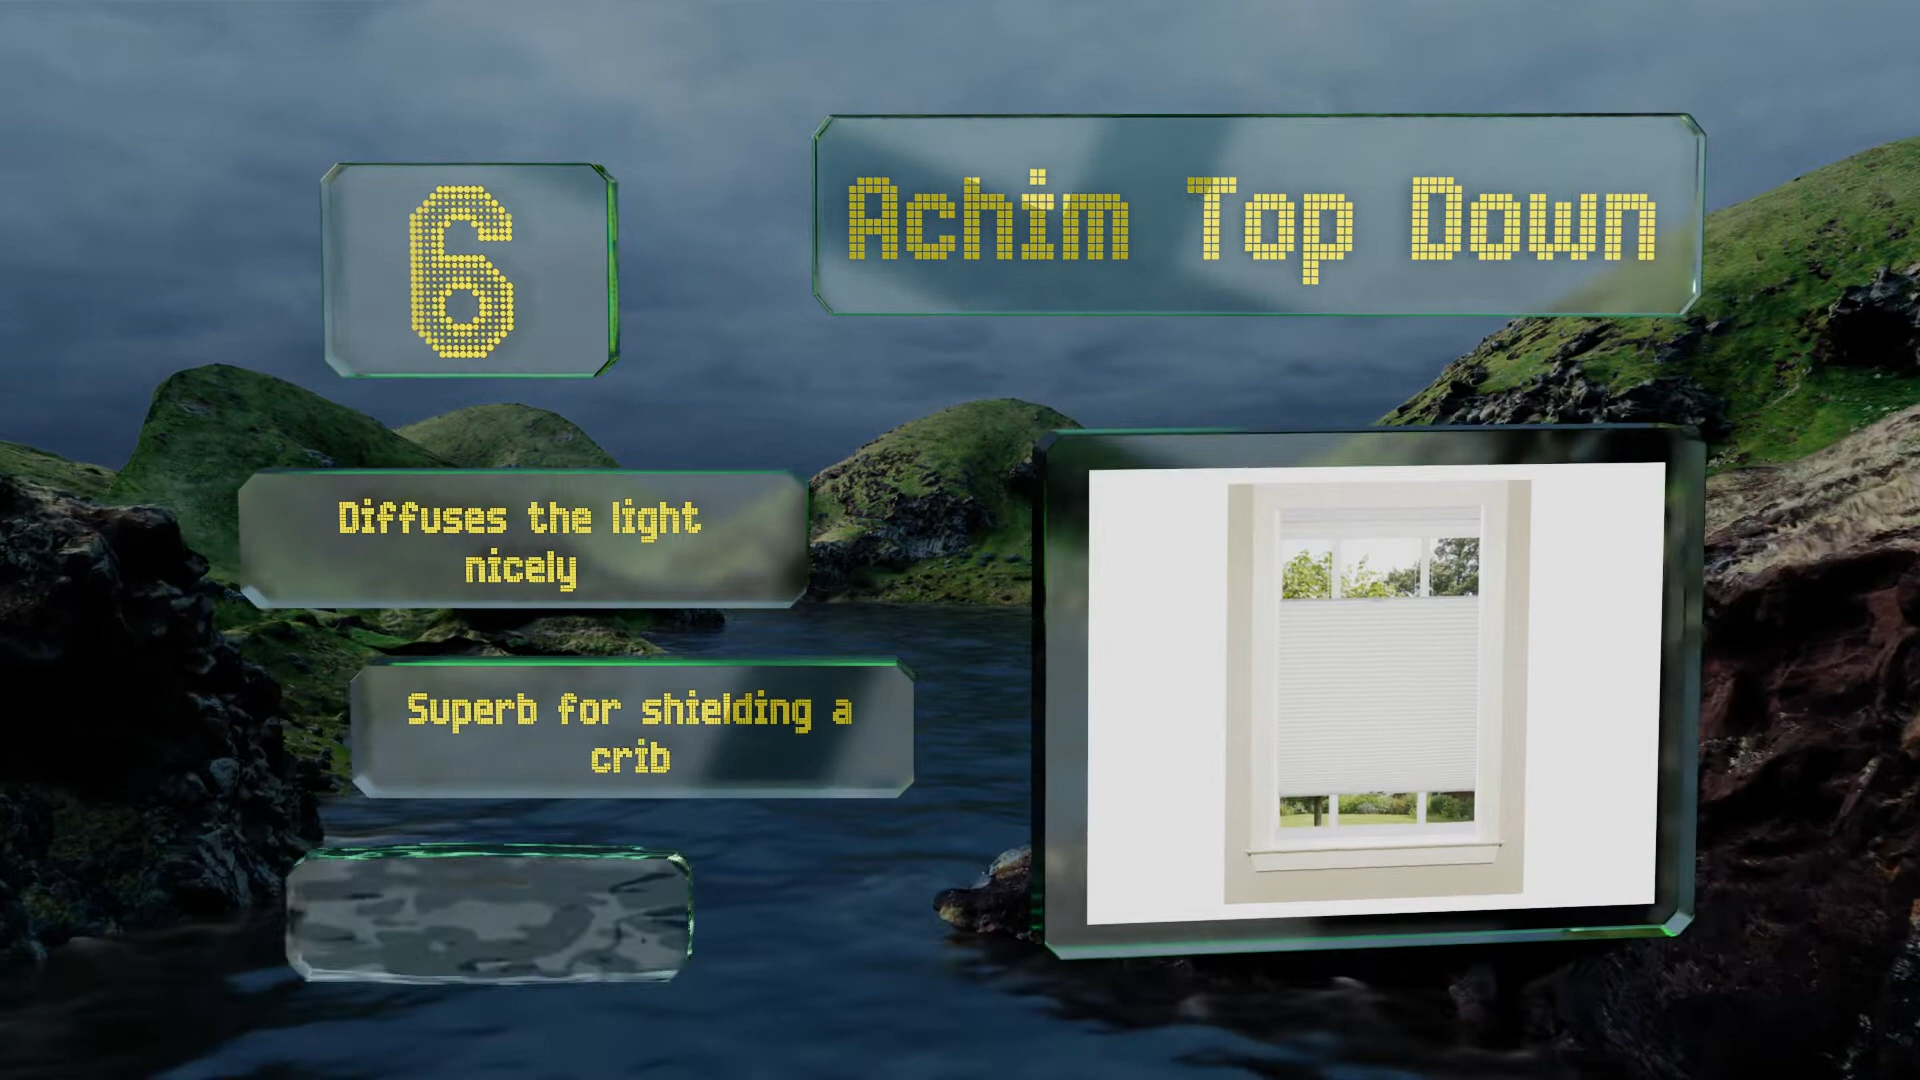 6
Achim Top Down
Diffuses the light
nicely
Superb for shielding a
crib